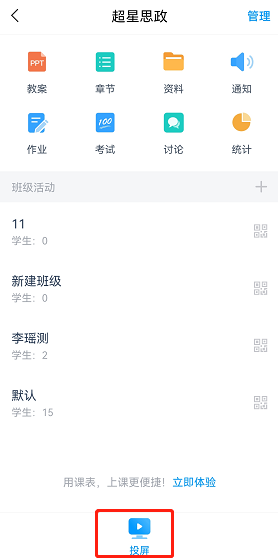 超星思政 管理
PPT
教案 章节 资料 通知
100
作业 考试 讨论 统计
班级活动
11
学生：0
新建班级
学生：0
李瑶测
学生：2
默认
学生：15
用课表，上课更便捷！立即体验
投屏